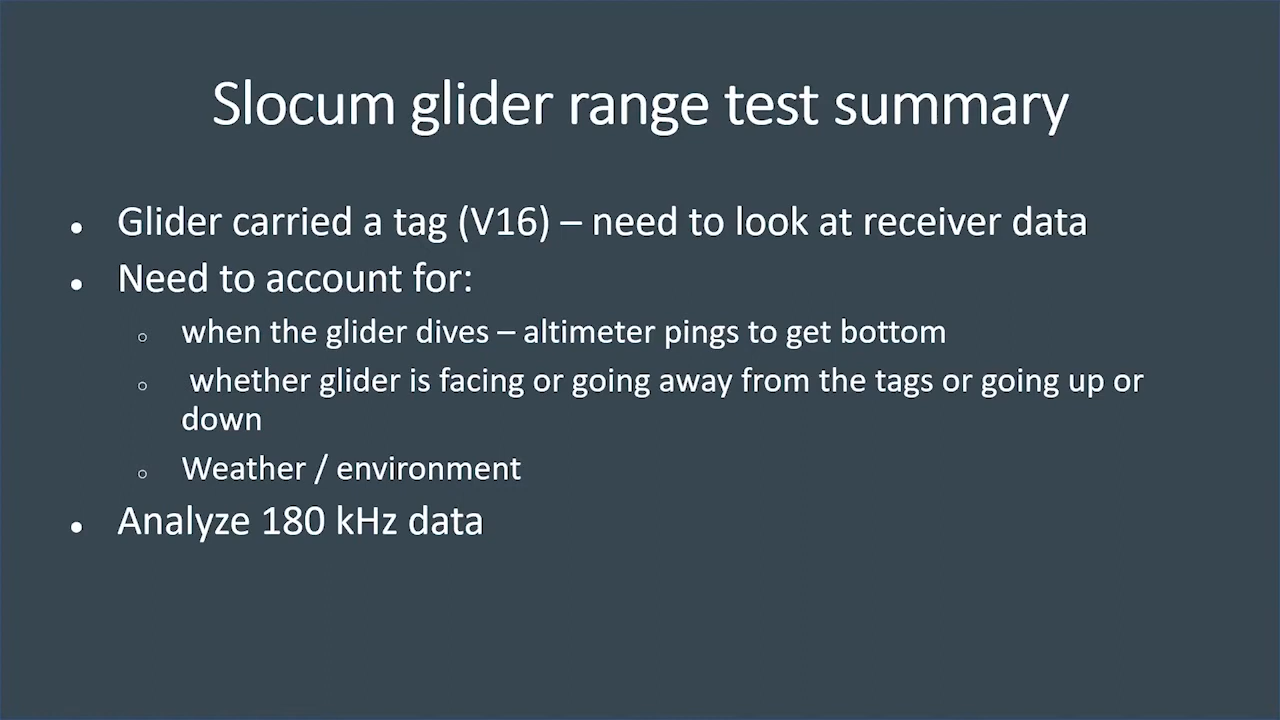 Slocum glider range test summary
• Glider carried a tag (V16) – need to look at receiver data
• Need to account for:
○ when the glider dives – altimeter pings to get bottom
○ whether glider is facing or going away from the tags or going up or
down
○ Weather / environment
• Analyze 180 kHz data